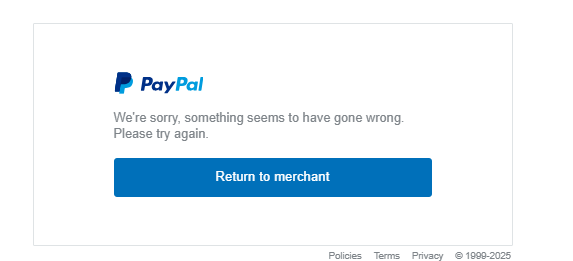 PayPal
We're sorry, something seems to have gone wrong.
Please try again.
Return to merchant
Policies Terms Privacy © 1999-2025